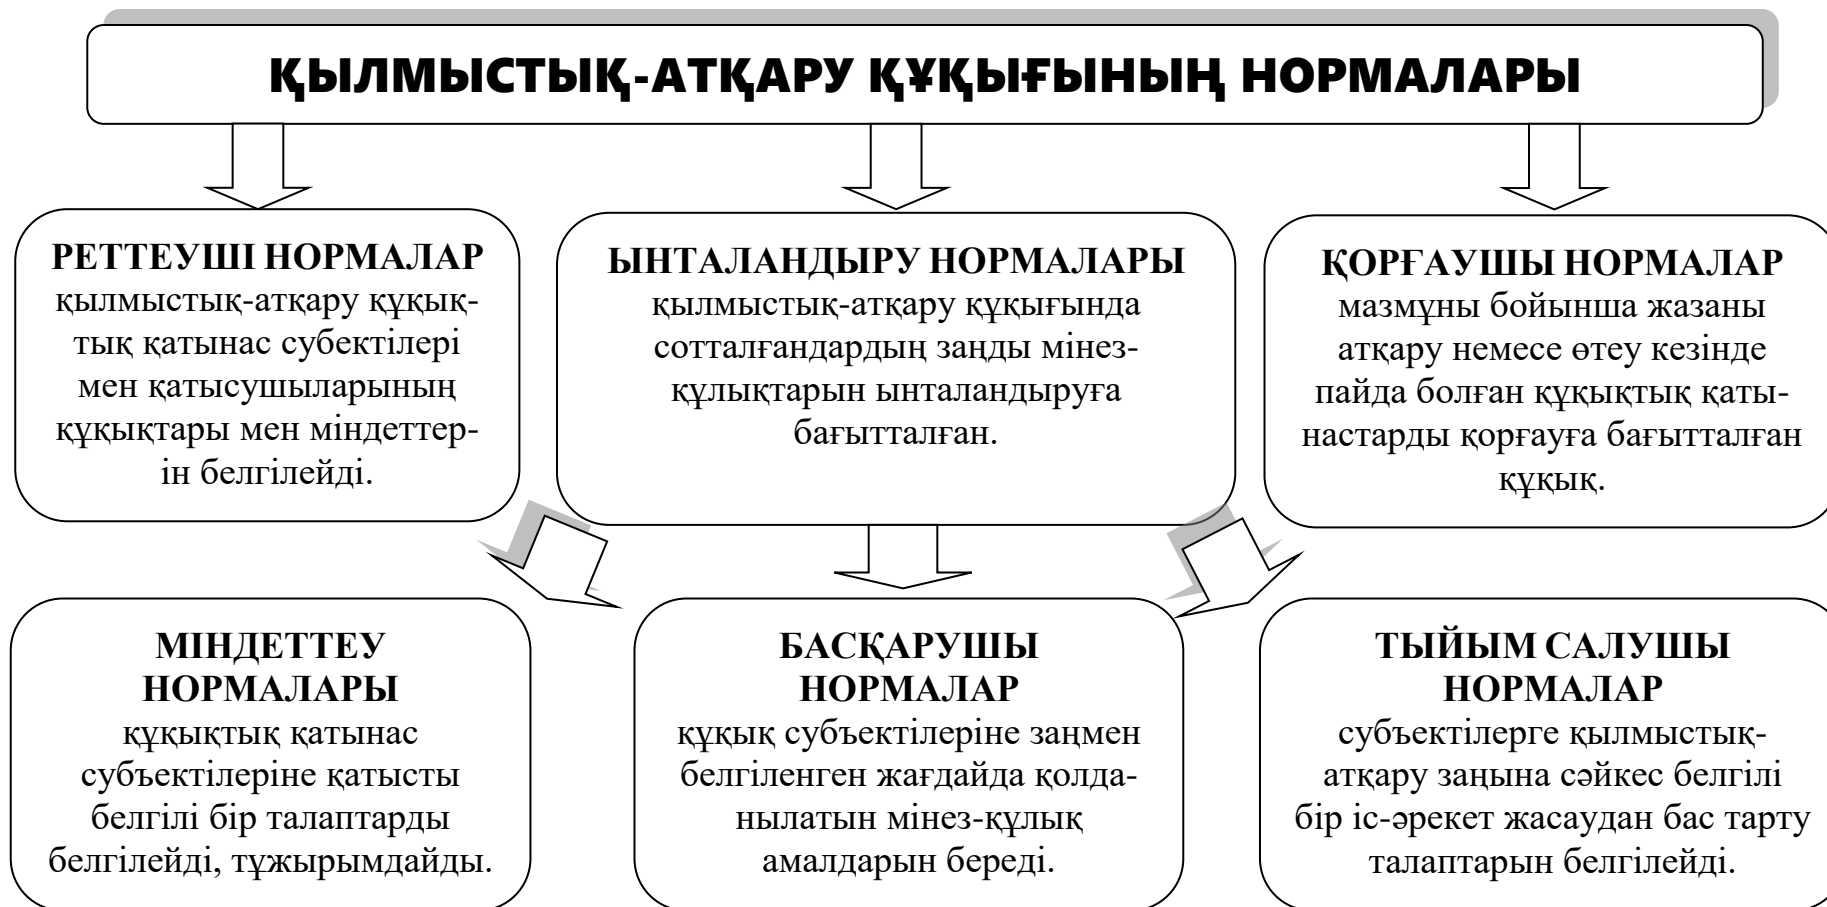 ҚЫЛМЫСТЫҚ-АТҚАРУ ҚҰҚЫҒЫНЫҢ НОРМАЛАРЫ
РЕТТЕУШІ НОРМАЛАР
қылмыстық-атқару құқық-
тық қатынас субектілері
мен қатысушыларының
құқықтары мен міндеттер-
ін белгілейді.
ЫНТАЛАНДЫРУ НОРМАЛАРЫ
қылмыстық-атқару құқығында
сотталғандардың заңды мінез-
құлықтарын ынталандыруға
бағытталған.
ҚОРҒАУШЫ НОРМАЛАР
мазмұны бойынша жазаны
атқару немесе өтеу кезінде
пайда болған құқықтық қаты-
настарды қорғауға бағытталған
құқық.
МІНДЕТТЕУ
НОРМАЛАРЫ
құқықтық қатынас
субъектілеріне қатысты
белгілі бір талаптарды
белгілейді, тұжырымдайды.
БАСҚАРУШЫ
НОРМАЛАР
құқық субъектілеріне заңмен
белгіленген жағдайда қолда-
нылатын мінез-құлық
амалдарын береді.
ТЫЙЫМ САЛУШЫ
НОРМАЛАР
субъектілерге қылмыстық-
атқару заңына сәйкес белгілі
бір іс-әрекет жасаудан бас тарту
талаптарын белгілейді.